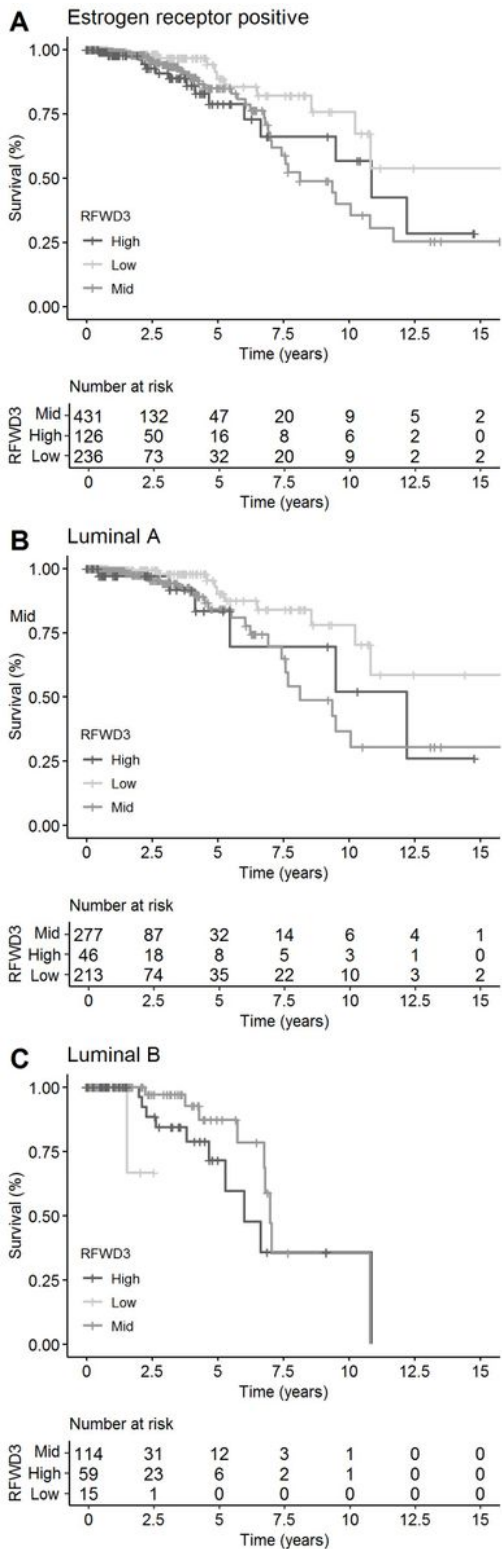 A Estrogen receptor positive
1.00
0.75
0.50
0.25
0.00
Survival (%)
RFWD3
High
Low
Mid
0 2.5 5 7.5 10 12.5 15
Time (years)
Number at risk
RFWD3
Mid 431 132 47 20 9 5 2
High 126 50 16 8 6 2 0
Low 236 73 32 20 9 2 2
0 2.5 5 7.5 10 12.5 15
Time (years)
B Luminal A
1.00
Mid
0.75
0.50
0.25
0.00
Survival (%)
RFWD3
High
Low
Mid
0 2.5 5 7.5 10 12.5 15
Time (years)
Number at risk
RFWD3
Mid 277 87 32 14 6 4 1
High 46 18 8 5 3 1 0
Low 213 74 35 22 10 3 2
0 2.5 5 7.5 10 12.5 15
Time (years)
C Luminal B
1.00
0.75
0.50
0.25
0.00
Survival (%)
RFWD3
High
Low
Mid
0 2.5 5 7.5 10 12.5 15
Time (years)
Number at risk
RFWD3
Mid 114 31 12 3 1 0 0
High 59 23 6 2 1 0 0
Low 15 1 0 0 0 0 0
0 2.5 5 7.5 10 12.5 15
Time (years)